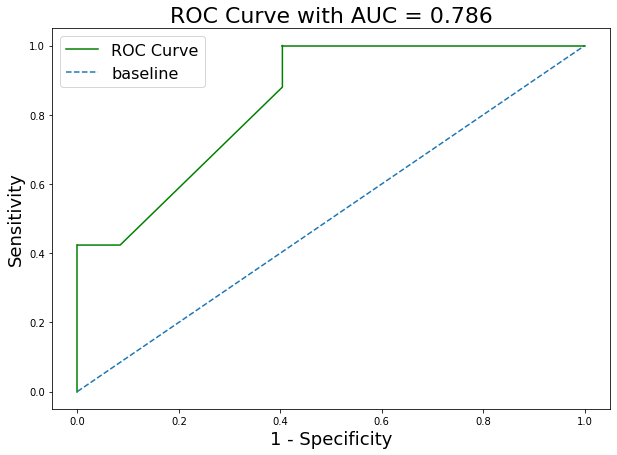 ROC Curve with AUC = 0.786
ROC Curve
baseline
1.0
0.8
0.6
0.4
0.2
0.0
Sensitivity
0.0 0.2 0.4 0.6 0.8 1.0
1 - Specificity